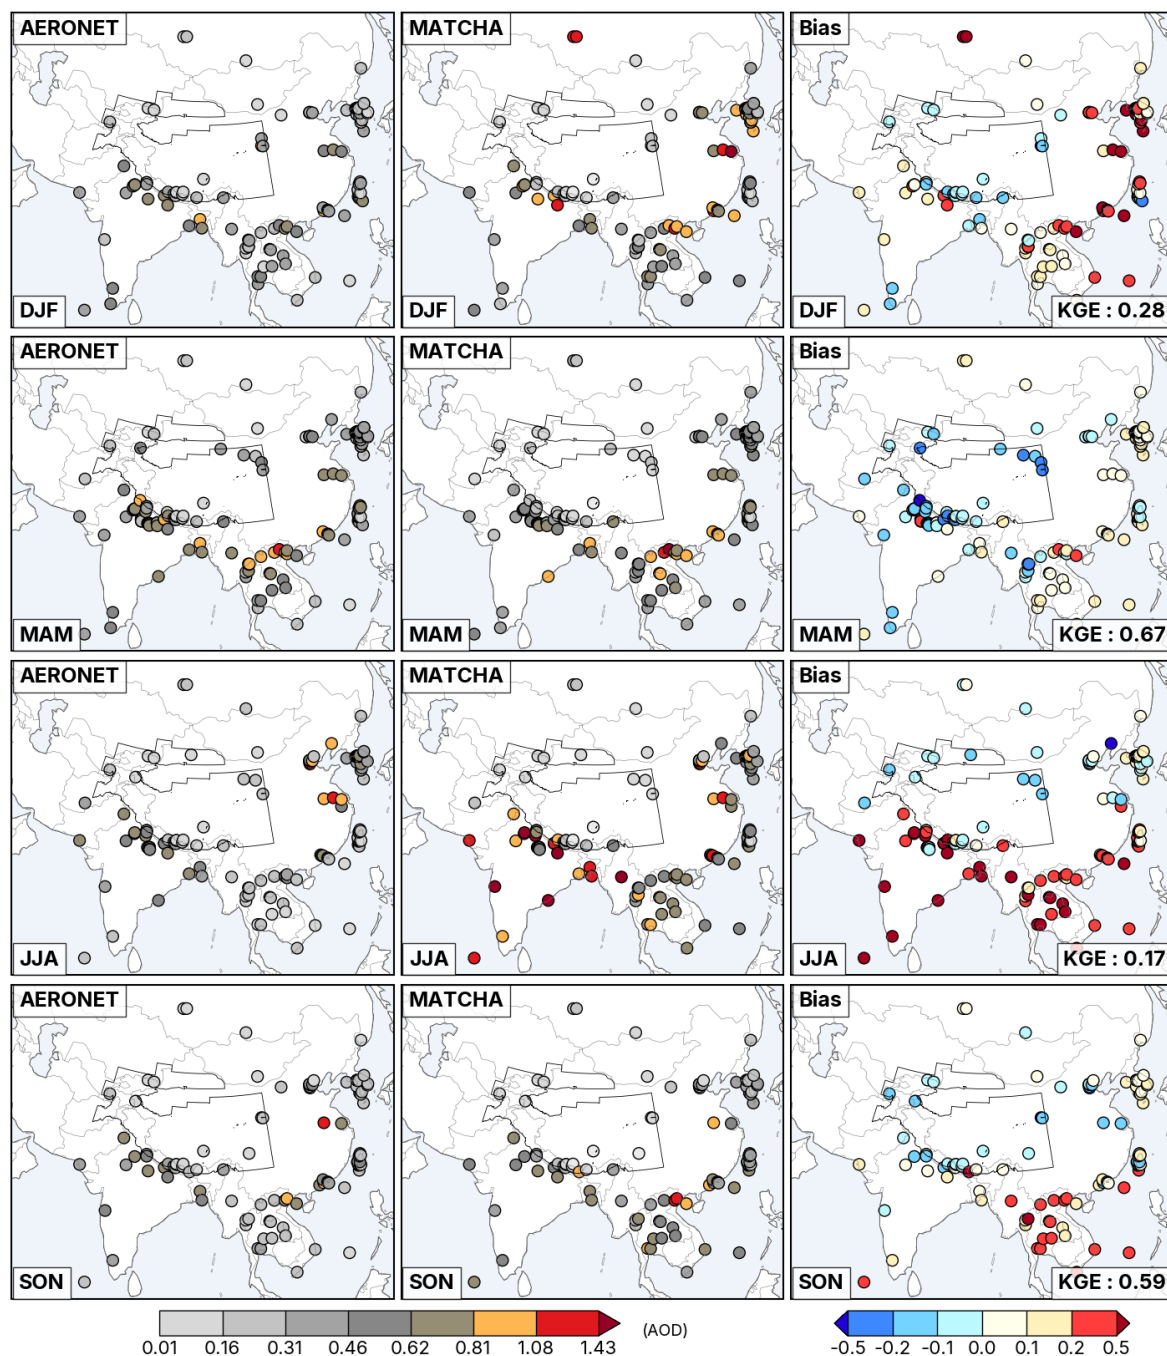 AERONET
MATCHA
Bias
DJF
DJF
DJF
KGE : 0.28
AERONET
MATCHA
Bias
MAM
MAM
MAM
KGE : 0.67
AERONET
MATCHA
Bias
JJA
JJA
JJA
KGE : 0.17
AERONET
MATCHA
Bias
SON
SON
SON
KGE : 0.59
0.01 0.16 0.31 0.46 0.62 0.81 1.08 1.43
(AOD)
-0.5 -0.2 -0.1 0.0 0.1 0.2 0.5